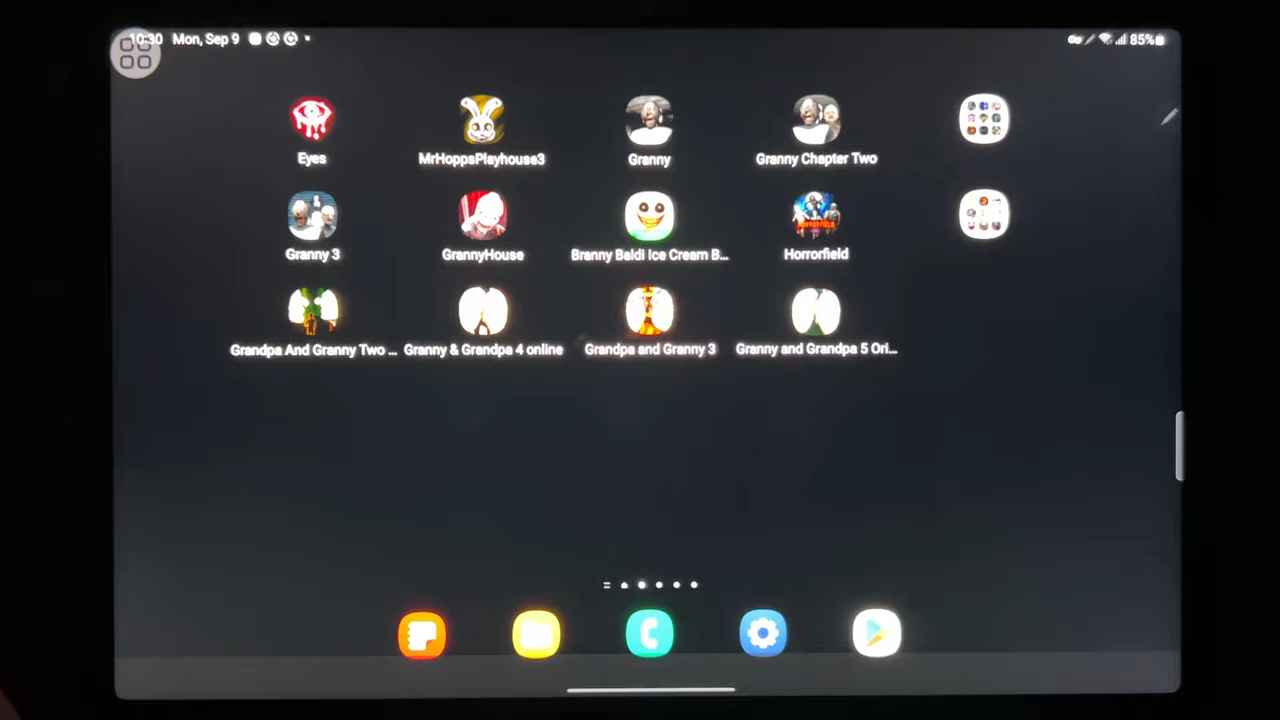 10:30 Mon, Sep 9 85%
Eyes
MrHoppsPlayhouse3
Granny
Granny Chapter Two
Granny 3
GrannyHouse
Branny Baldi Ice Cream B...
Horrorfield
Grandpa And Granny Two ...
Granny & Grandpa 4 online
Grandpa and Granny 3
Granny and Grandpa 5 Ori...